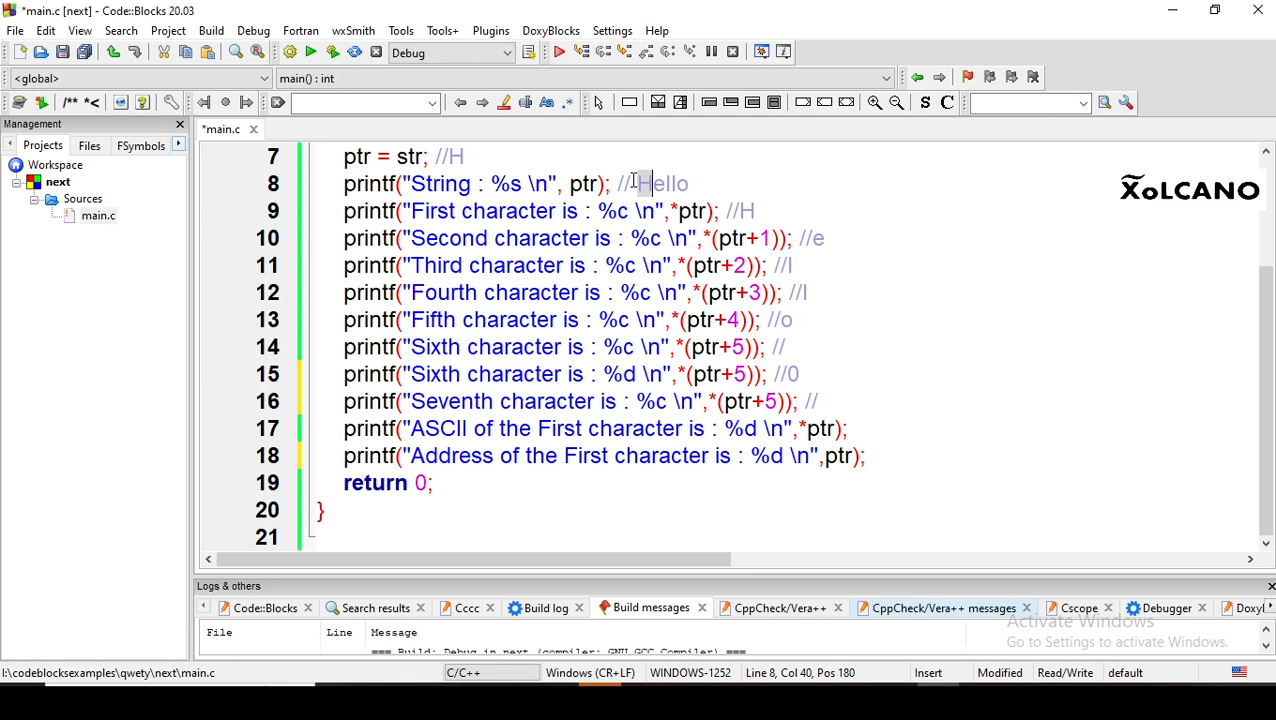 *main.c [next] - Code::Blocks 20.03
File Edit View Search Project Build Debug Fortran wxSmith Tools Tools+ Plugins DoxyBlocks Settings Help
Debug
<global> main() : int
/** *<
Management
Projects Files FSymbols
*main.c
Workspace
next
Sources
main.c
XOLCANO
7 ptr = str; //H
8 printf("String : %s \n", ptr); // Hello
9 printf("First character is : %c \n",*ptr); //H
10 printf("Second character is : %c \n",*(ptr+1)); //e
11 printf("Third character is : %c \n",*(ptr+2)); //l
12 printf("Fourth character is : %c \n",*(ptr+3)); //l
13 printf("Fifth character is : %c \n",*(ptr+4)); //o
14 printf("Sixth character is : %c \n",*(ptr+5)); //
15 printf("Sixth character is : %d \n",*(ptr+5)); //0
16 printf("Seventh character is : %c \n",*(ptr+5)); //
17 printf("ASCII of the First character is : %d \n",*ptr);
18 printf("Address of the First character is : %d \n",ptr);
19 return 0;
20 }
21
Logs & others
Code::Blocks Search results Cccc Build log Build messages CppCheck/Vera++ CppCheck/Vera++ messages Cscope Debugger Doxyl
File Line Message
=== Build: Debug in next (compiler: GNU GCC Compiler) ===
Activate Windows
Go to Settings to activate Windows.
I:\codeblocksexamples\qwety\next\main.c C/C++ Windows (CR+LF) WINDOWS-1252 Line 8, Col 40, Pos 180 Insert Modified Read/Write default